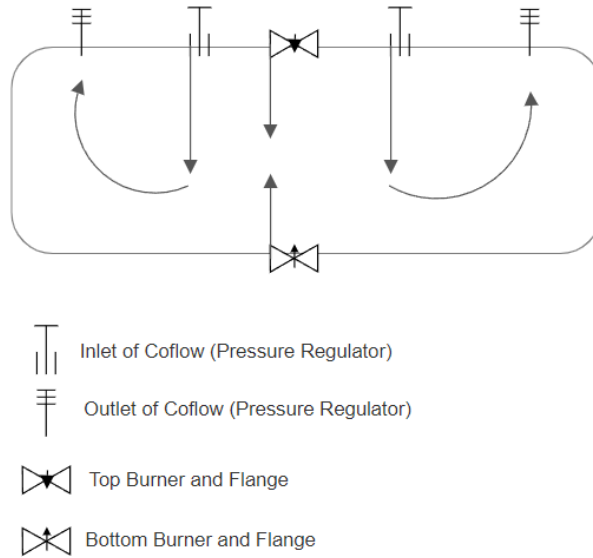 Inlet of Coflow (Pressure Regulator)
Outlet of Coflow (Pressure Regulator)
Top Burner and Flange
Bottom Burner and Flange